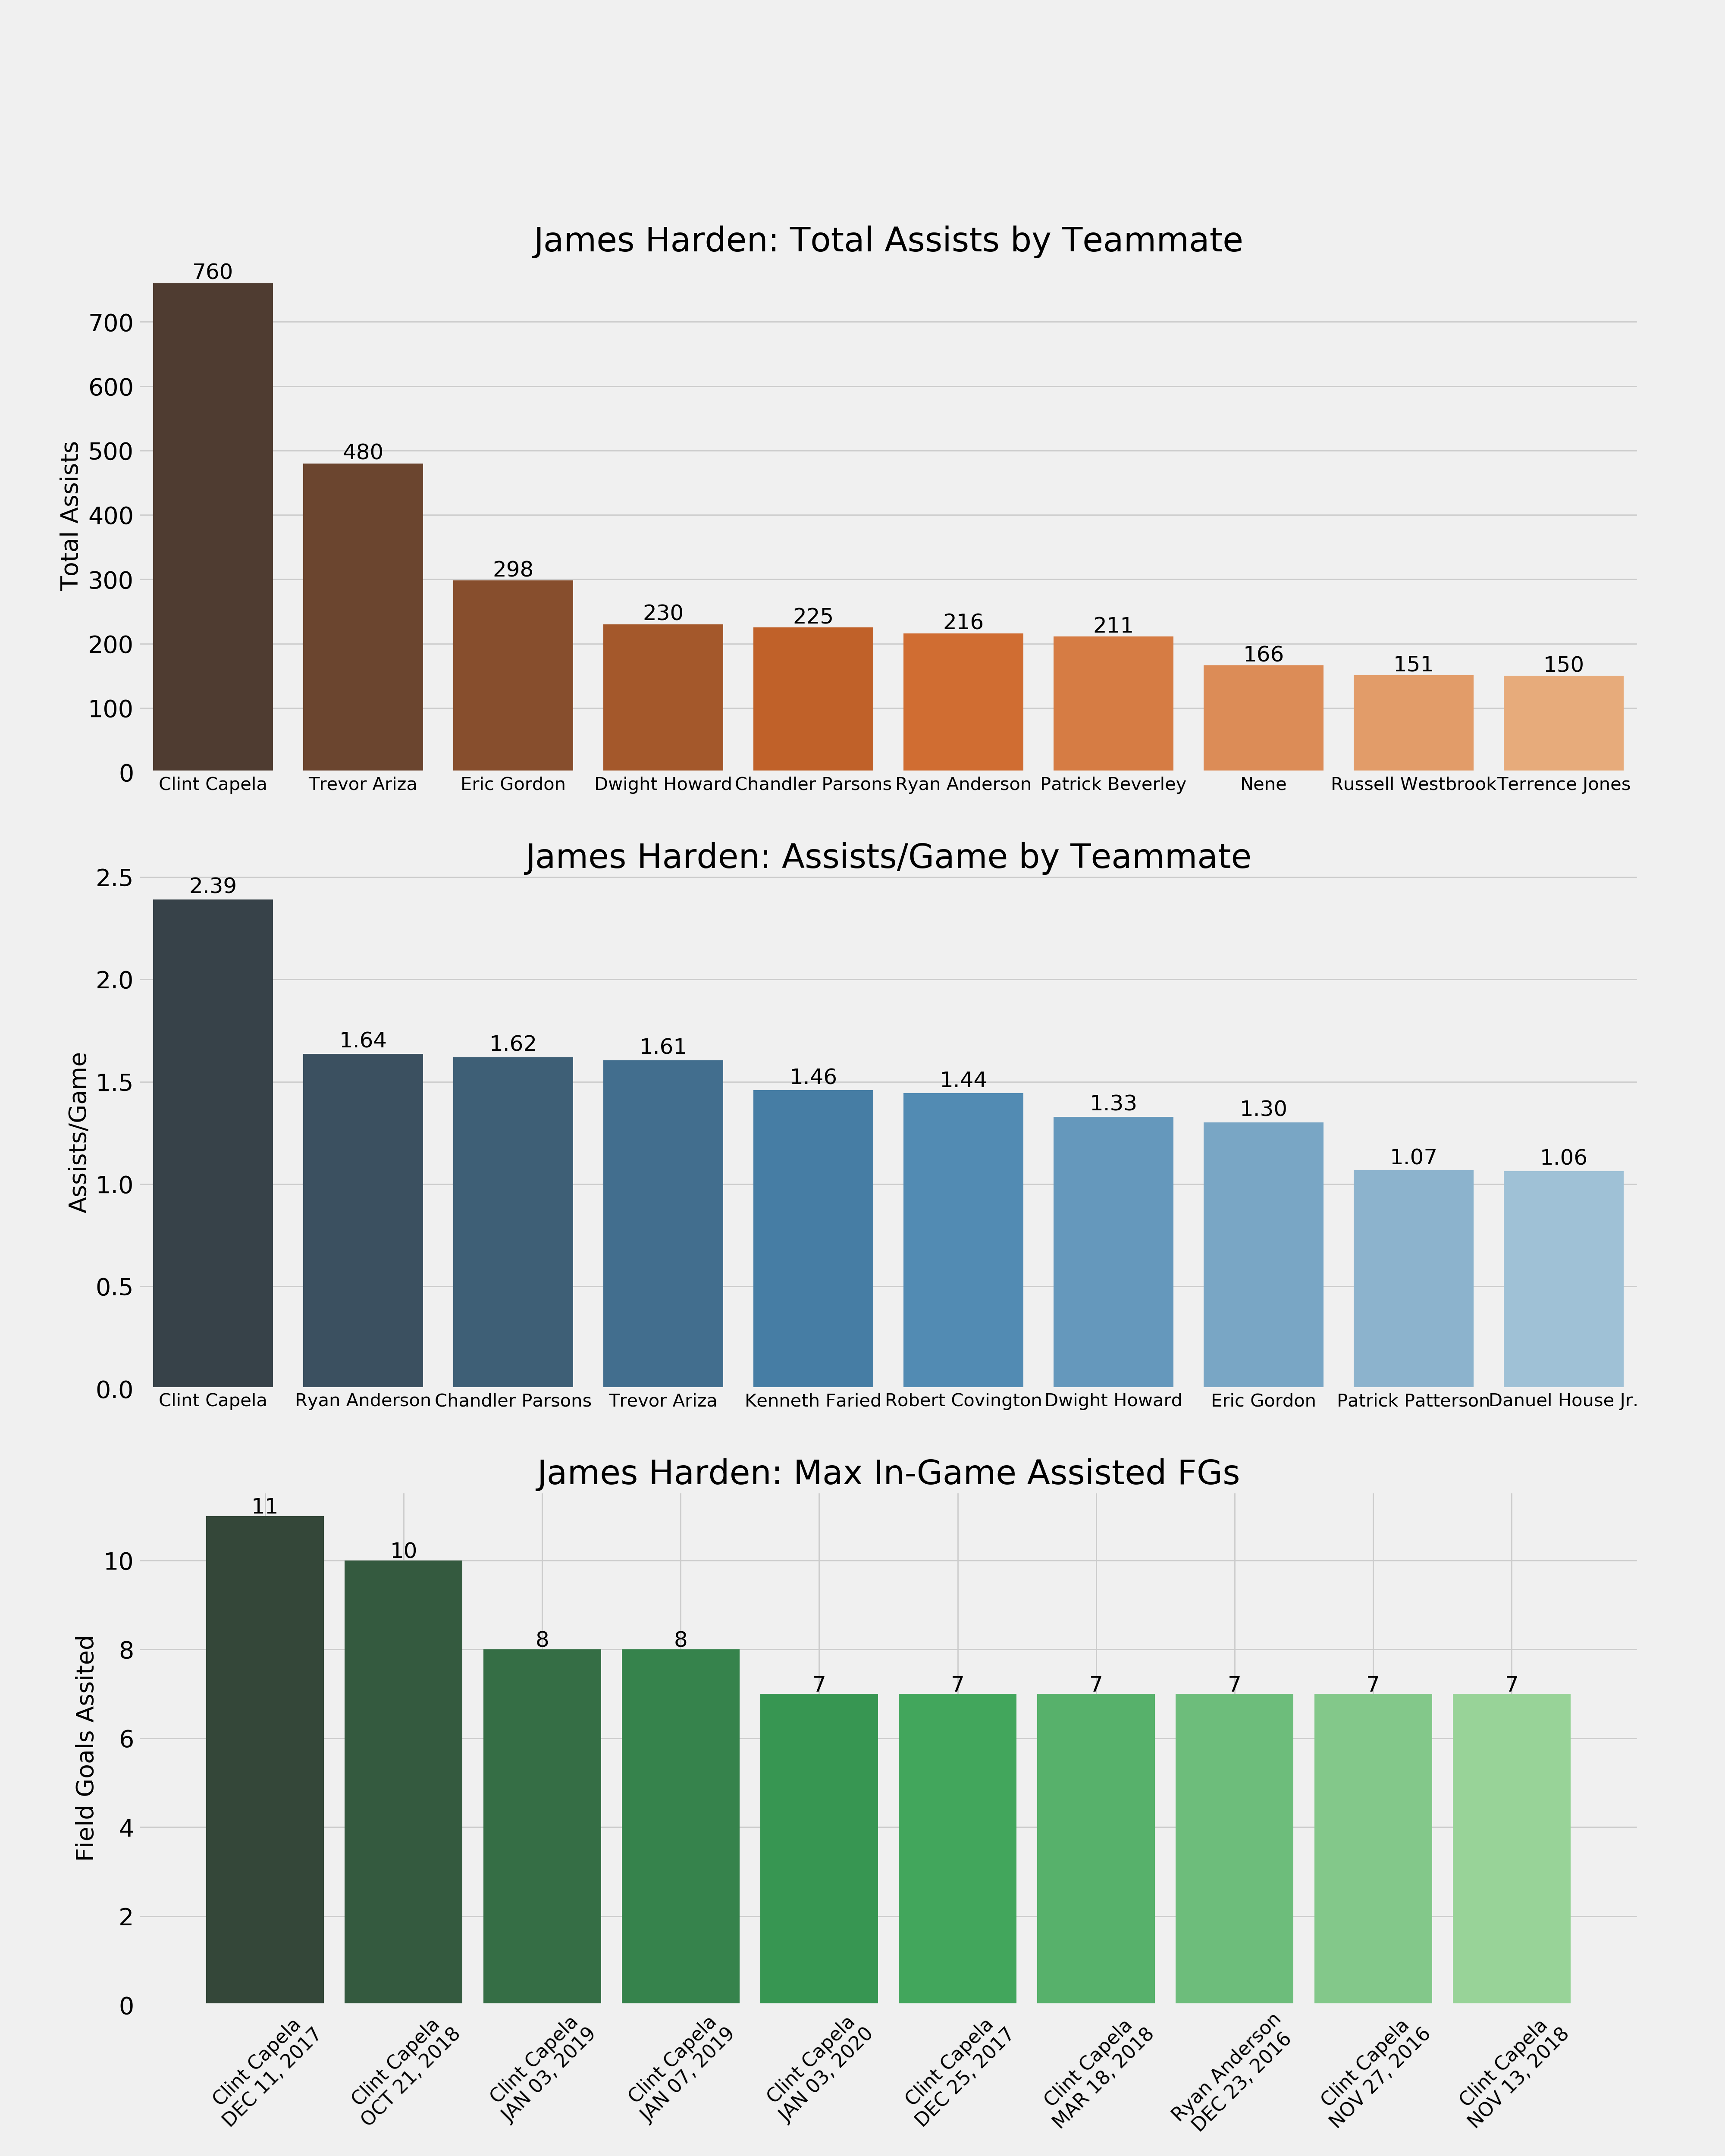 James Harden: Total Assists by Teammate
760
480
298
230
225
216
211
166
151
150
700
600
500
400
300
200
100
0
Total Assists
Clint Capela
Trevor Ariza
Eric Gordon
Dwight Howard
Chandler Parsons
Ryan Anderson
Patrick Beverley
Nene
Russell Westbrook
Terrence Jones
James Harden: Assists/Game by Teammate
2.39
1.64
1.62
1.61
1.46
1.44
1.33
1.30
1.07
1.06
2.5
2.0
1.5
1.0
0.5
0.0
Assists/Game
Clint Capela
Ryan Anderson
Chandler Parsons
Trevor Ariza
Kenneth Faried
Robert Covington
Dwight Howard
Eric Gordon
Patrick Patterson
Danuel House Jr.
James Harden: Max In-Game Assisted FGs
11
10
8
8
7
7
7
7
7
7
10
8
6
4
2
0
Field Goals Assited
Clint Capela
DEC 11, 2017
Clint Capela
OCT 21, 2018
Clint Capela
JAN 03, 2019
Clint Capela
JAN 07, 2019
Clint Capela
JAN 03, 2020
Clint Capela
DEC 25, 2017
Clint Capela
MAR 18, 2018
Ryan Anderson
DEC 23, 2016
Clint Capela
NOV 27, 2016
Clint Capela
NOV 13, 2018